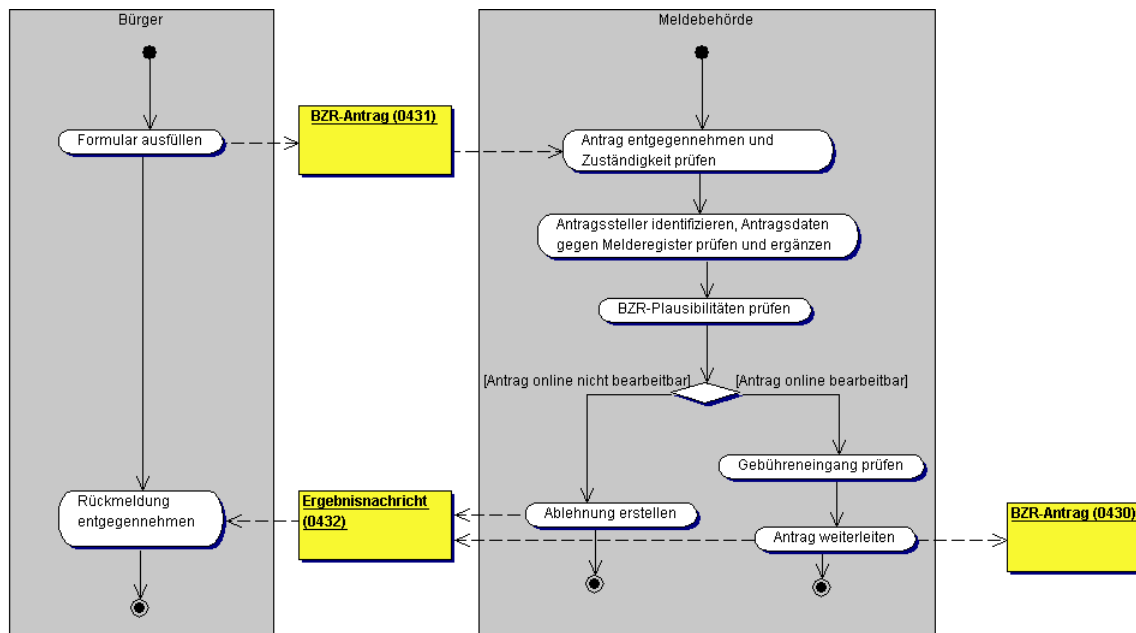 Bürger
Meldebehörde
BZR-Antrag (0431)
Formular ausfüllen
Antrag entgegennehmen und
Zuständigkeit prüfen
Antragssteller identifizieren, Antragsdaten
gegen Melderegister prüfen und ergänzen
BZR-Plausibilitäten prüfen
[Antrag online nicht bearbeitbar]
[Antrag online bearbeitbar]
Gebühreneingang prüfen
Rückmeldung
entgegennehmen
Ergebnisnachricht
(0432)
Ablehnung erstellen
Antrag weiterleiten
BZR-Antrag (0430)